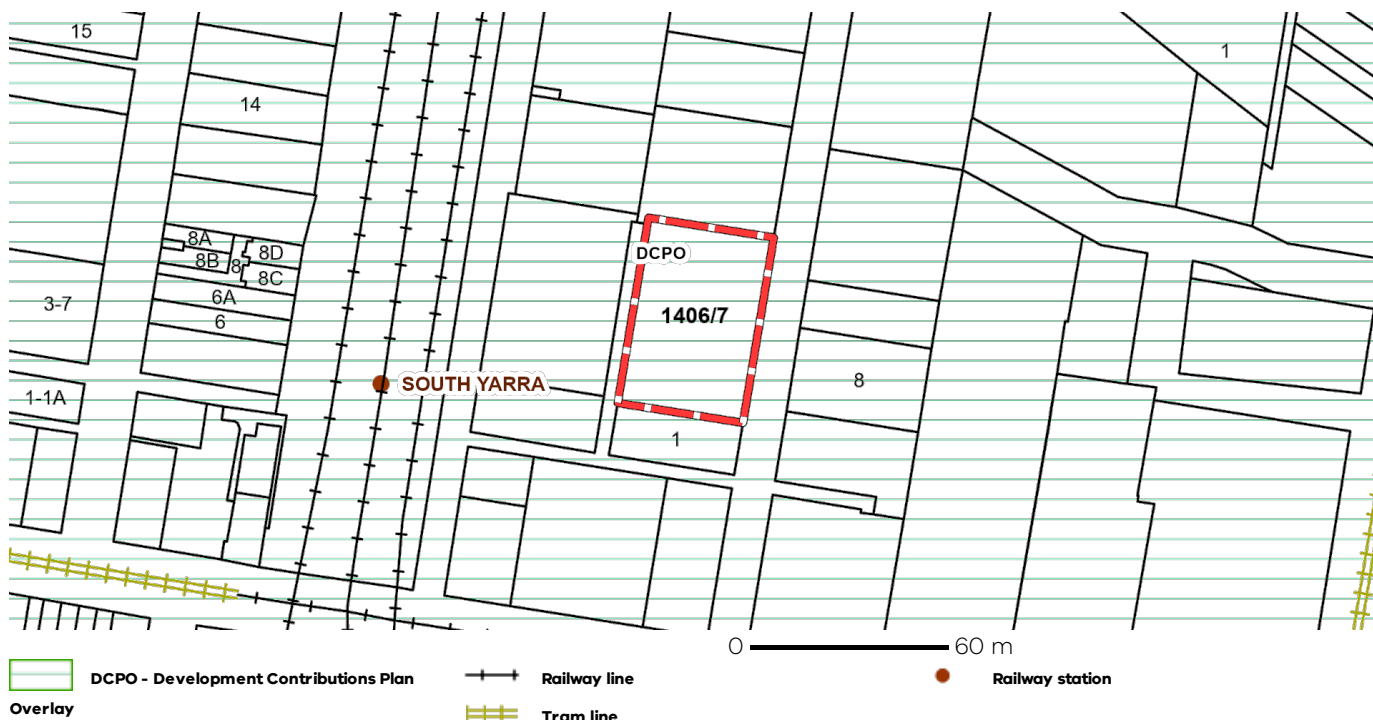 15
1
14
8A
8D
8B
8
8C
DCPO
6A
3-7
1406/7
6
8
SOUTH YARRA
1-1A
1
0 60 m
DCPO - Development Contributions Plan Overlay
Railway line
Railway station
Tram line